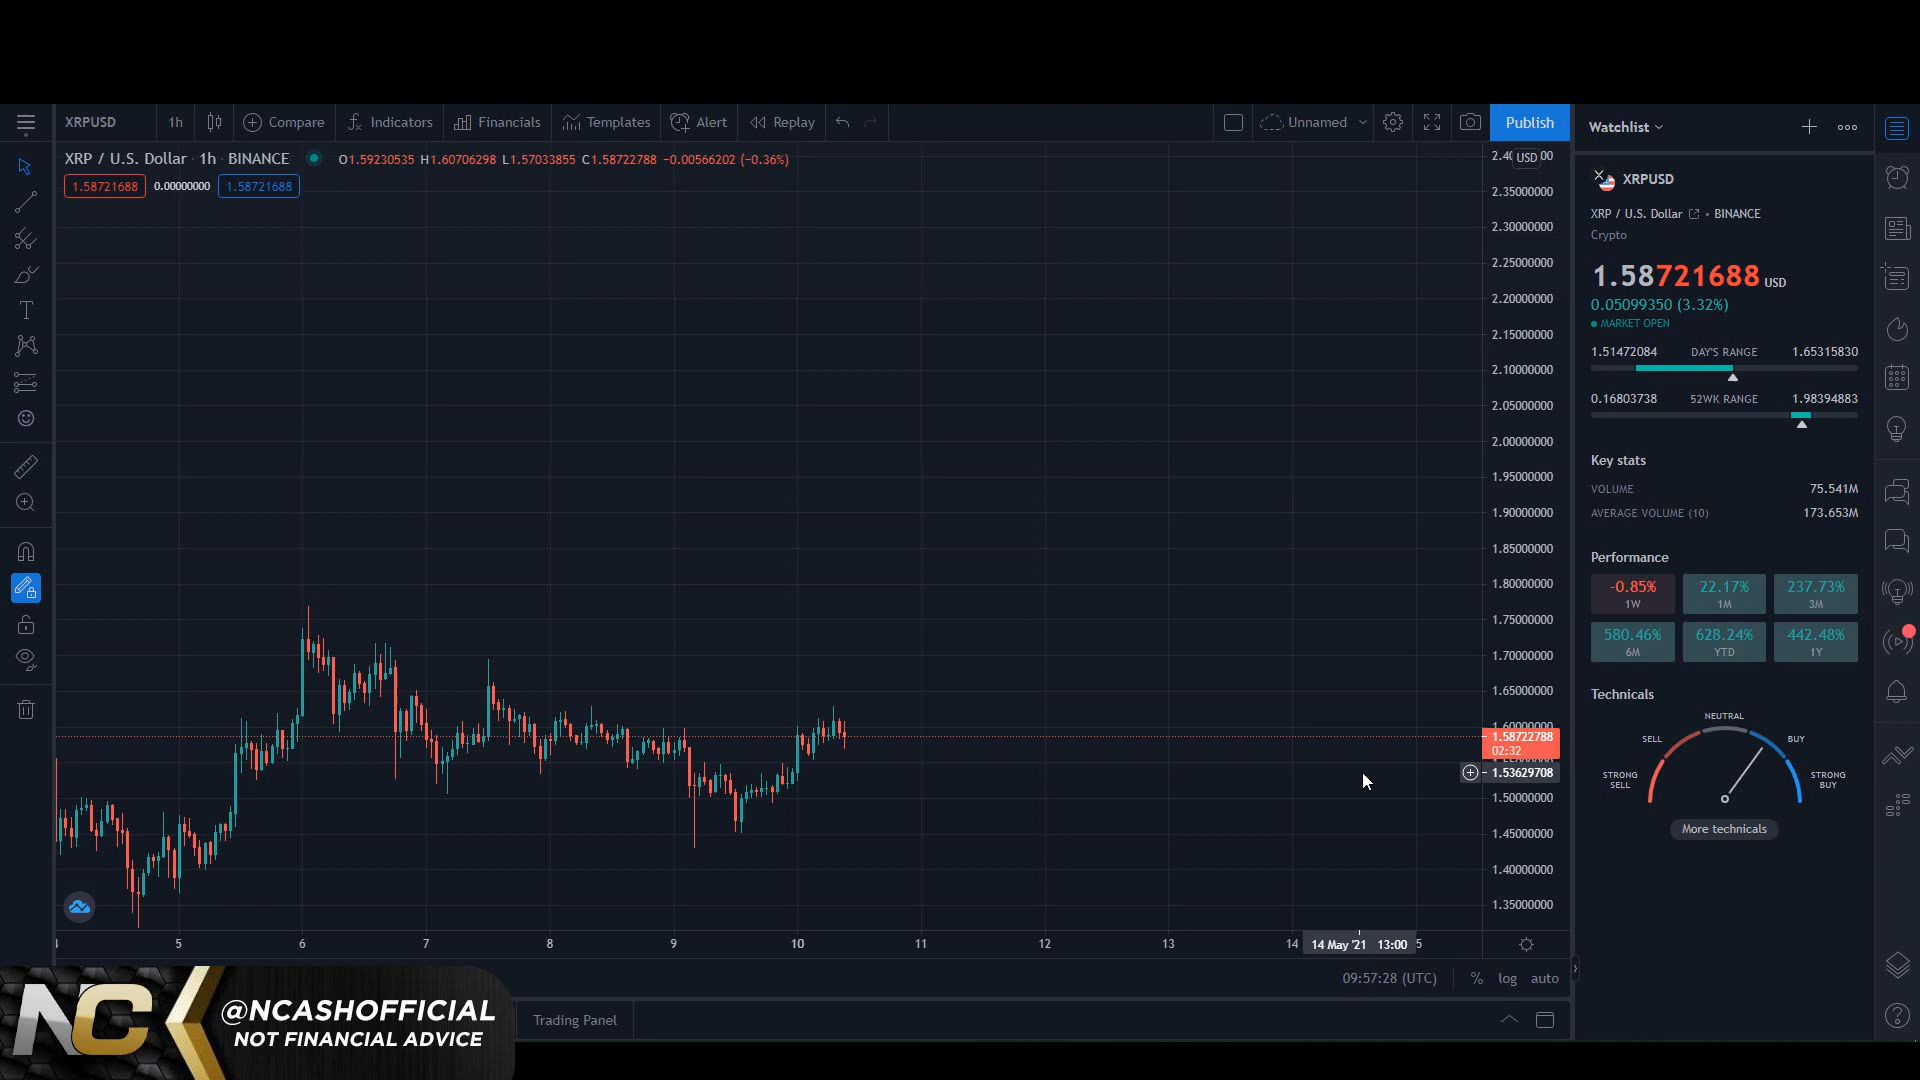 XRPUSD 1h Compare Indicators Financials Templates Alert Replay Unnamed Publish
XRP / U.S. Dollar · 1h · BINANCE O1.59230535 H1.60706298 L1.57033855 C1.58722788 −0.00566202 (−0.36%)
1.58721688 0.00000000 1.58721688
USD
2.35000000
2.30000000
2.25000000
2.20000000
2.15000000
2.10000000
2.05000000
2.00000000
1.95000000
1.90000000
1.85000000
1.80000000
1.75000000
1.70000000
1.65000000
1.60000000
1.58722788
02:32
1.53629708
1.50000000
1.45000000
1.40000000
1.35000000
5 6 7 8 9 10 11 12 13 14 14 May '21 13:00 5
09:57:28 (UTC) % log auto
Trading Panel
Watchlist
XRPUSD
XRP / U.S. Dollar • BINANCE
Crypto
1.58721688 USD
0.05099350 (3.32%)
MARKET OPEN
1.51472084 DAY'S RANGE 1.65315830
0.16803738 52WK RANGE 1.98394883
Key stats
VOLUME 75.541M
AVERAGE VOLUME (10) 173.653M
Performance
-0.85% 22.17% 237.73%
1W 1M 3M
580.46% 628.24% 442.48%
6M YTD 1Y
Technicals
NEUTRAL
SELL BUY
STRONG SELL STRONG BUY
More technicals
NC
@NCASHOFFICIAL
NOT FINANCIAL ADVICE